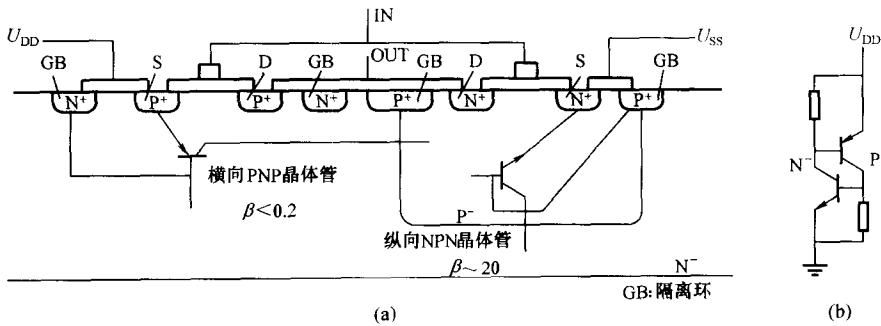 IN
U_DD
OUT
U_SS
GB S D GB GB D S GB
N⁺ P⁺ P⁺ N⁺ P⁺ N⁺ N⁺ P⁺
横向PNP晶体管
β<0.2
P⁻
纵向NPN晶体管
β~20
N⁻
GB:隔离环
(a)
U_DD
N⁻
P
(b)